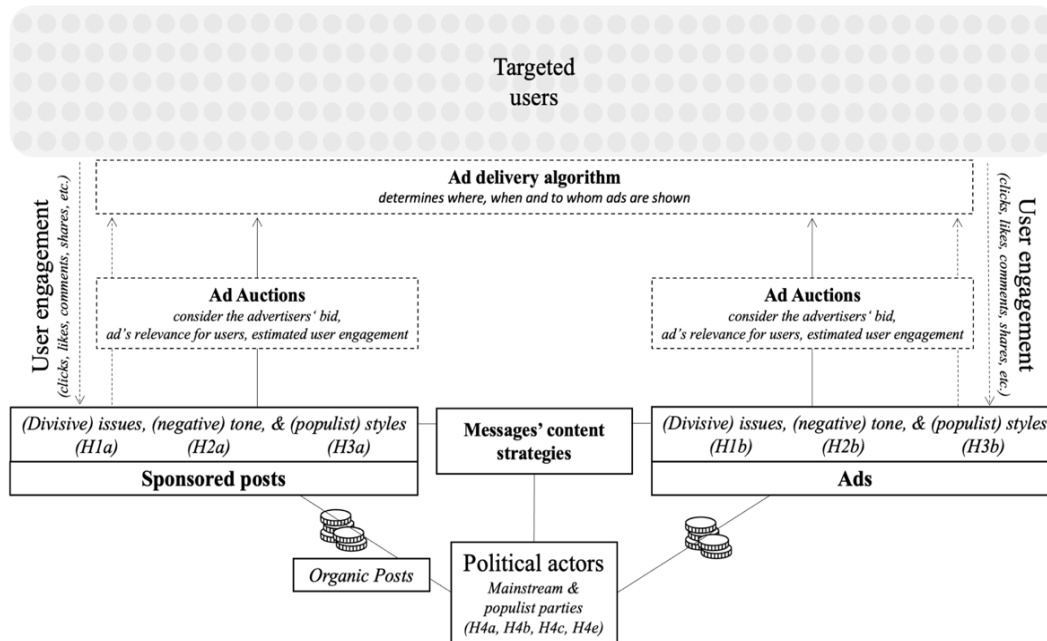 Targeted
users
Ad delivery algorithm
determines where, when and to whom ads are shown
User engagement
(clicks, likes, comments, shares, etc.)
User engagement
(clicks, likes, comments, shares, etc.)
Ad Auctions
consider the advertisers‘ bid,
ad’s relevance for users, estimated user engagement
Ad Auctions
consider the advertisers‘ bid,
ad’s relevance for users, estimated user engagement
(Divisive) issues, (negative) tone, & (populist) styles
(H1a) (H2a) (H3a)
Sponsored posts
Messages’ content
strategies
(Divisive) issues, (negative) tone, & (populist) styles
(H1b) (H2b) (H3b)
Ads
Organic Posts
Political actors
Mainstream &
populist parties
(H4a, H4b, H4c, H4e)